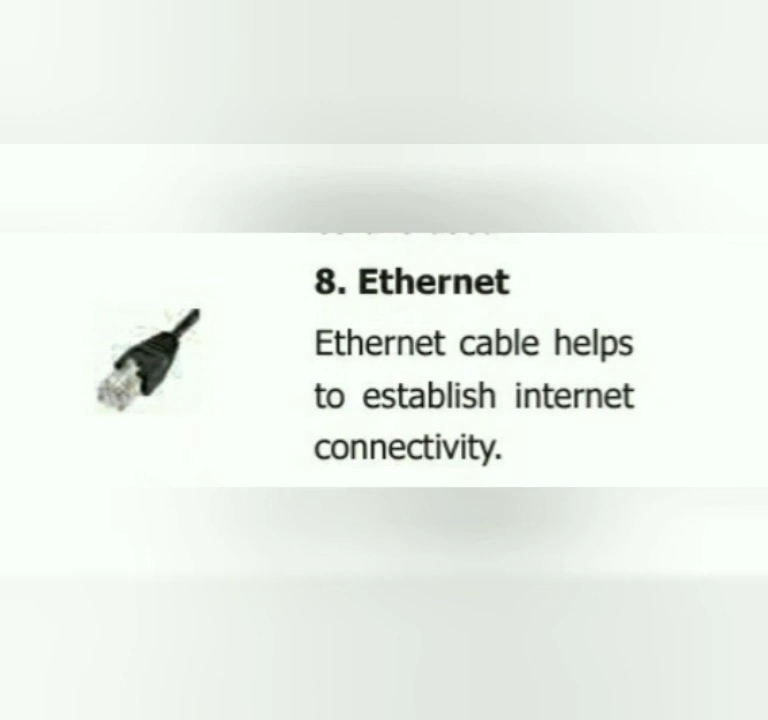 8. Ethernet
Ethernet cable helps
to establish internet
connectivity.